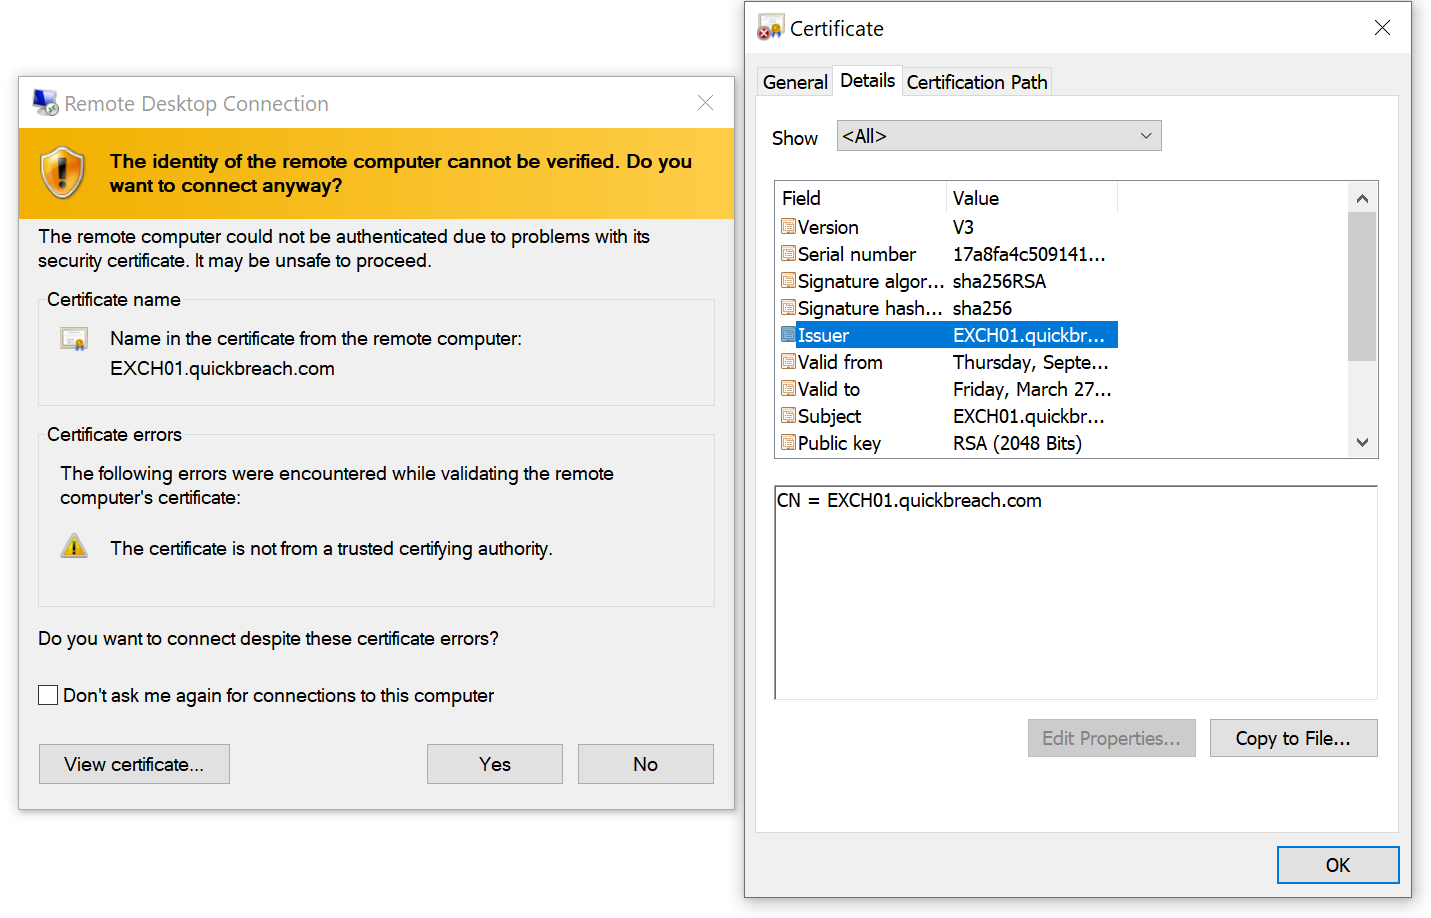 Remote Desktop Connection
The identity of the remote computer cannot be verified. Do you
want to connect anyway?
The remote computer could not be authenticated due to problems with its
security certificate. It may be unsafe to proceed.
Certificate name
Name in the certificate from the remote computer:
EXCH01.quickbreach.com
Certificate errors
The following errors were encountered while validating the remote
computer's certificate:
The certificate is not from a trusted certifying authority.
Do you want to connect despite these certificate errors?
Don't ask me again for connections to this computer
View certificate...
Yes
No
Certificate
General Details Certification Path
Show <All>
Field Value
Version V3
Serial number 17a8fa4c509141...
Signature algor... sha256RSA
Signature hash... sha256
Issuer EXCH01.quickbr...
Valid from Thursday, Septe...
Valid to Friday, March 27...
Subject EXCH01.quickbr...
Public key RSA (2048 Bits)
CN = EXCH01.quickbreach.com
Edit Properties... Copy to File...
OK